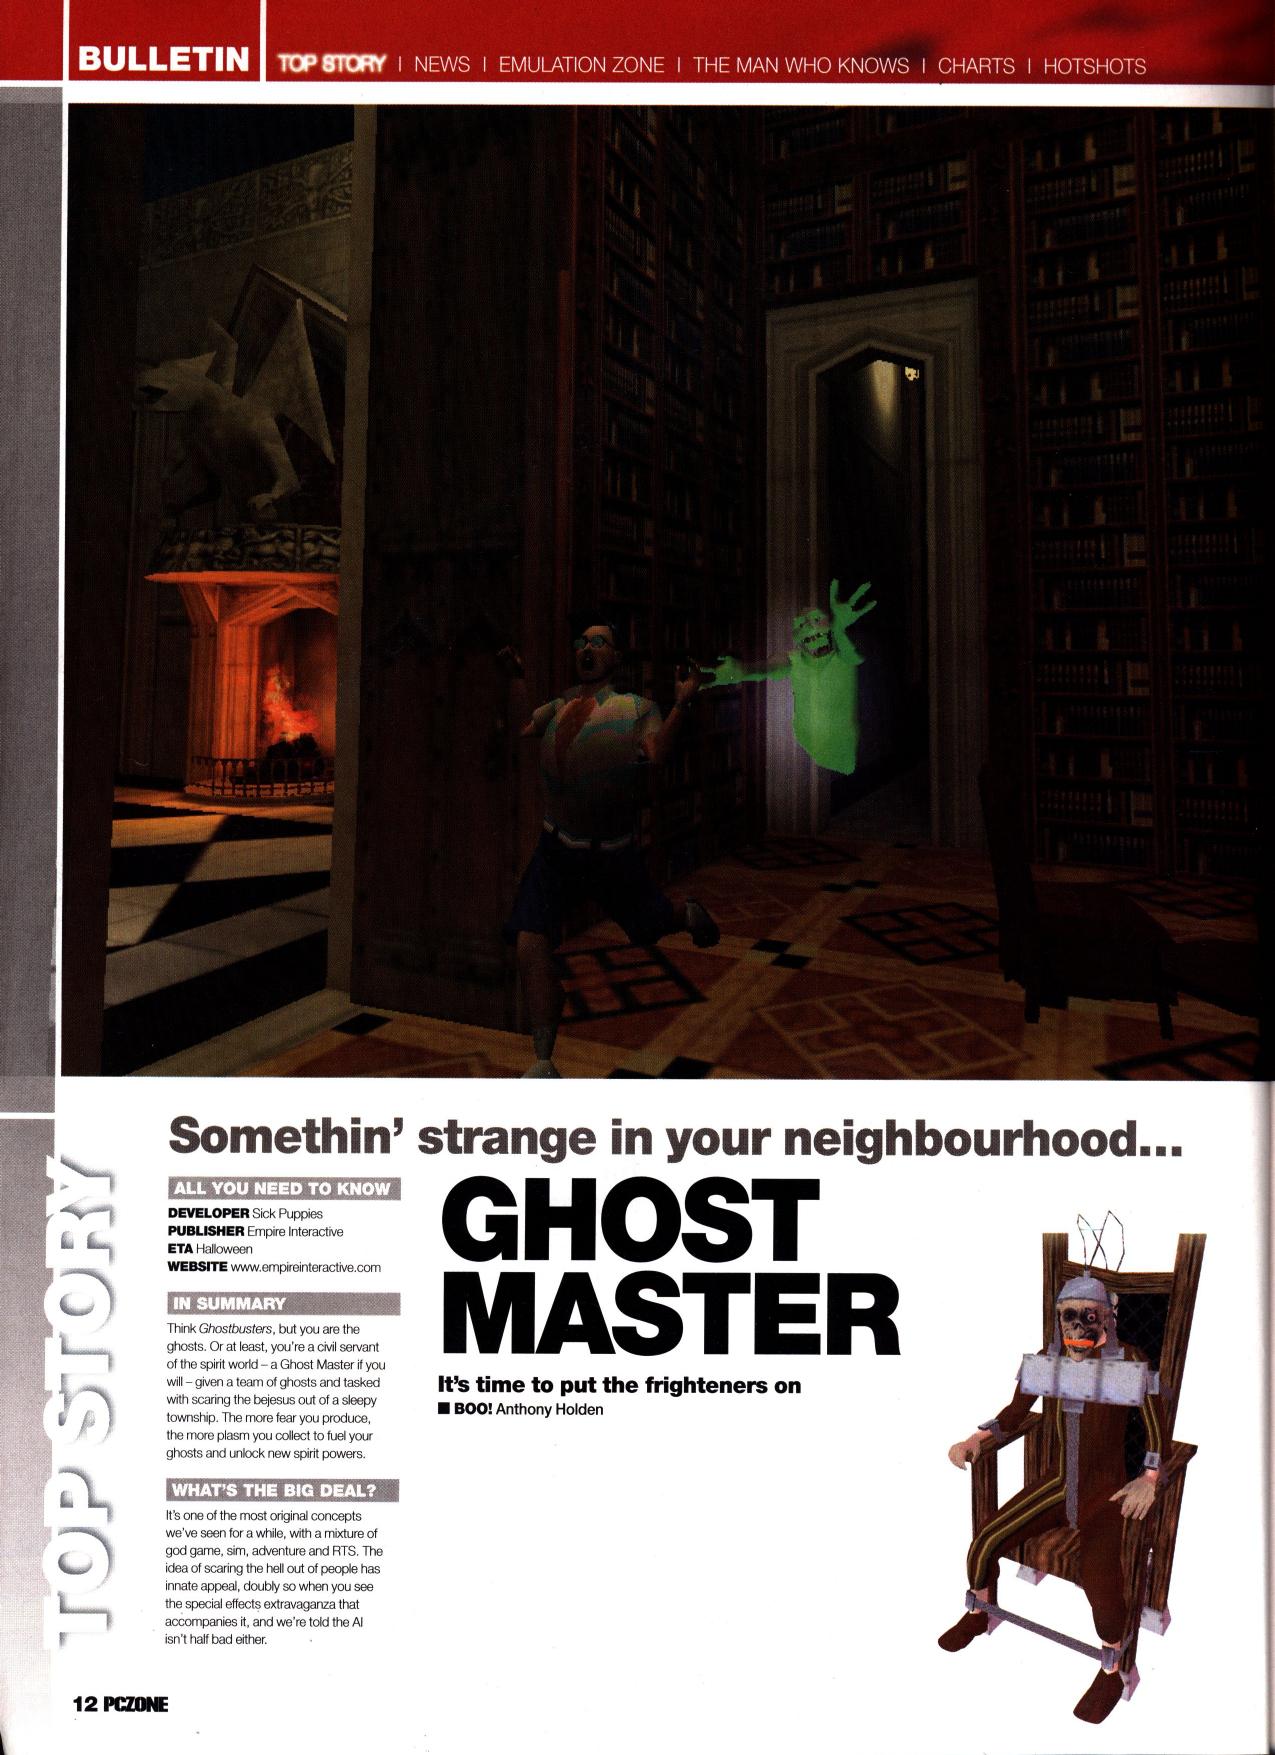 BULLETIN
TOP STORY | NEWS | EMULATION ZONE | THE MAN WHO KNOWS | CHARTS | HOTSHOTS
Somethin' strange in your neighbourhood...
ALL YOU NEED TO KNOW
DEVELOPER Sick Puppies
PUBLISHER Empire Interactive
ETA Halloween
WEBSITE www.empireinteractive.com
IN SUMMARY
Think Ghostbusters, but you are the
ghosts. Or at least, you're a civil servant
of the spirit world – a Ghost Master if you
will – given a team of ghosts and tasked
with scaring the bejesus out of a sleepy
township. The more fear you produce,
the more plasm you collect to fuel your
ghosts and unlock new spirit powers.
WHAT'S THE BIG DEAL?
It's one of the most original concepts
we've seen for a while, with a mixture of
god game, sim, adventure and RTS. The
idea of scaring the hell out of people has
innate appeal, doubly so when you see
the special effects extravaganza that
accompanies it, and we're told the AI
isn't half bad either.
GHOST
MASTER
It's time to put the frighteners on
■ BOO! Anthony Holden
TOP STORY
12 PCZONE